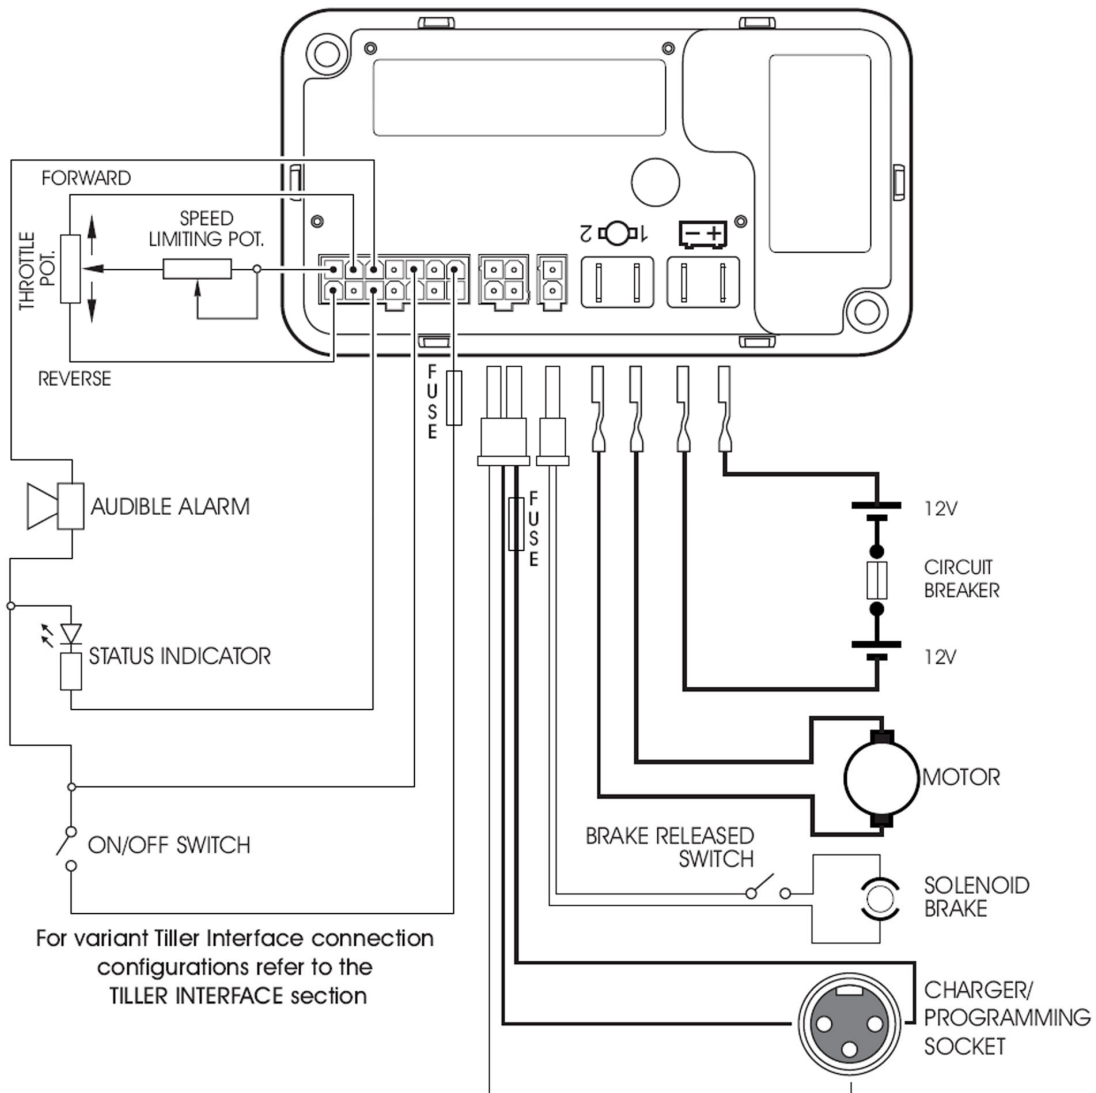 FORWARD
SPEED
LIMITING POT.
THROTTLE
POT.
REVERSE
2
1
- +
FUSE
AUDIBLE ALARM
FUSE
12V
CIRCUIT
BREAKER
12V
STATUS INDICATOR
MOTOR
ON/OFF SWITCH
BRAKE RELEASED
SWITCH
SOLENOID
BRAKE
For variant Tiller Interface connection
configurations refer to the
TILLER INTERFACE section
CHARGER/
PROGRAMMING
SOCKET